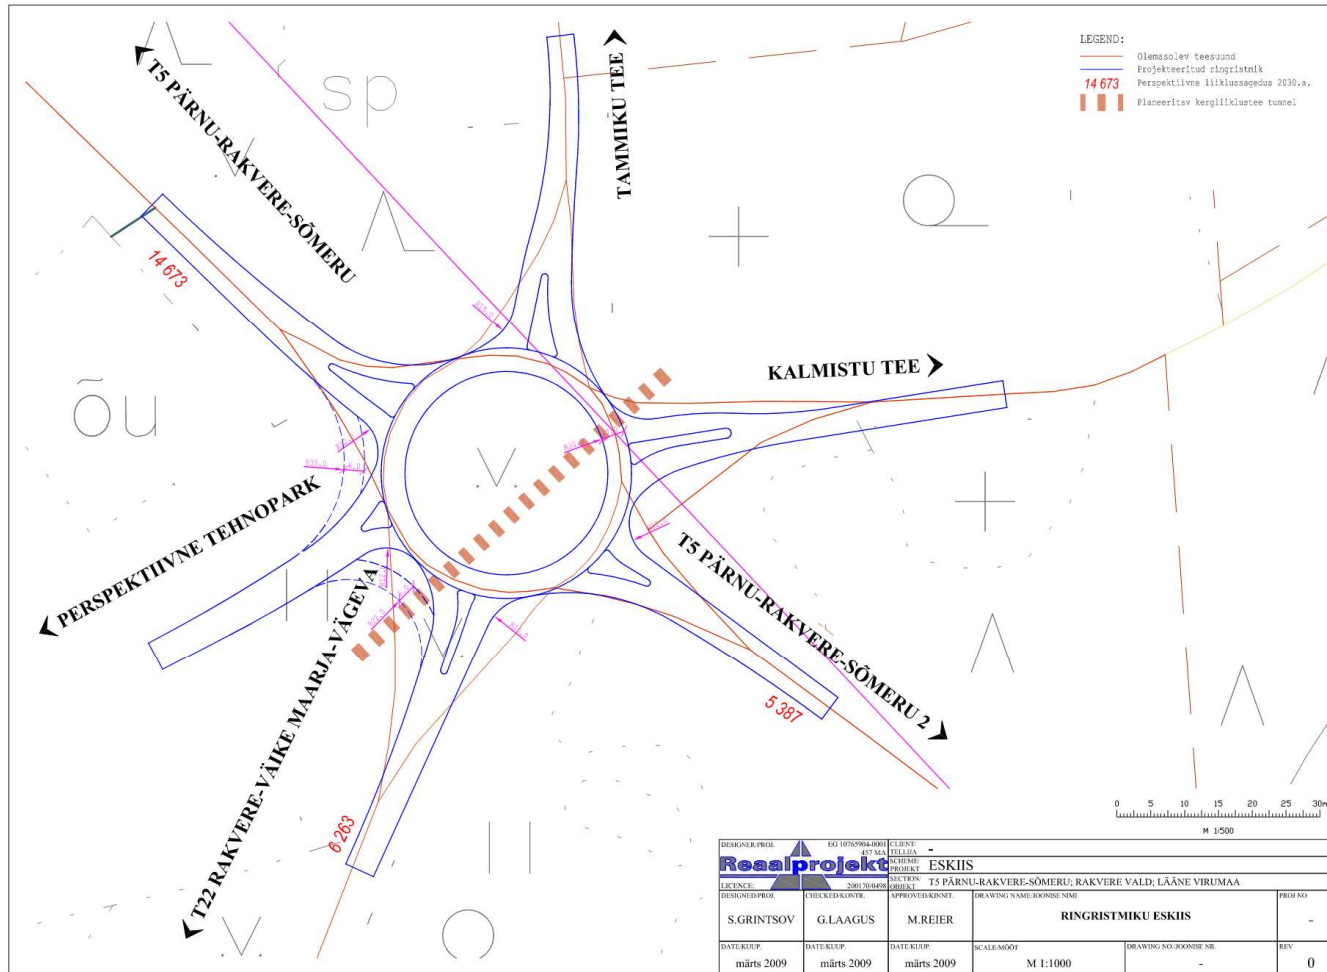 LEGEND:
Olemasolev teesuund
Projekteeritud ringristmik
14 673 Perspektiivne liiklussagedus 2030.a.
Planeeritav kergliiklustee tunnel
T5 PÄRNU-RAKVERE-SÕMERU
sp
TAMMIKU TEE
14 673
õu
KALMISTU TEE
PERSPEKTIIVNE TEHNOPARK
T5 PÄRNU-RAKVERE-SÕMERU 2
5 387
T22 RAKVERE-VÄIKE MAARJA-VÄGEVA
6 263
0 5 10 15 20 25 30m
M 1:500
DESIGNER/PROJ. EG 10765904-0001
457 MA
Reaalprojekt
LICENCE: 200170/0498
CLIENT/TELLIJA -
SCHEME/PROJEKT ESKIIS
SECTION/OBJEKT T5 PÄRNU-RAKVERE-SÕMERU; RAKVERE VALD; LÄÄNE VIRUMAA
DESIGNED/PROJ. CHECKED/KONTR. APPROVED/KINNIT. DRAWING NAME/JOONISE NIMI PROJ NO
S.GRINTSOV G.LAAGUS M.REIER RINGRISTMIKU ESKIIS -
DATE/KUUP. DATE/KUUP. DATE/KUUP. SCALE/MÕÕT DRAWING NO./JOONISE NR. REV
märts 2009 märts 2009 märts 2009 M 1:1000 - 0